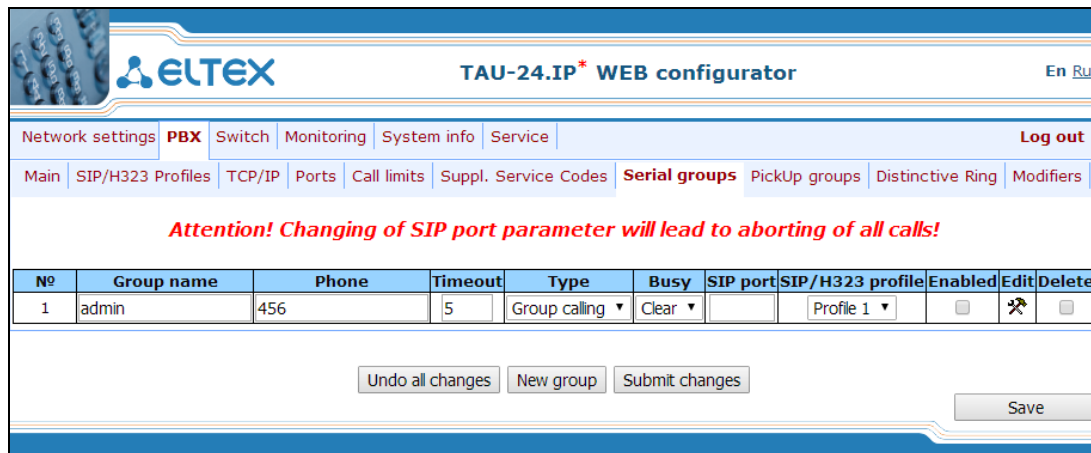 ELTEX
TAU-24.IP* WEB configurator
En Ru
Network settings PBX Switch Monitoring System info Service Log out
Main SIP/H323 Profiles TCP/IP Ports Call limits Suppl. Service Codes Serial groups PickUp groups Distinctive Ring Modifiers
Attention! Changing of SIP port parameter will lead to aborting of all calls!
№ Group name Phone Timeout Type Busy SIP port SIP/H323 profile Enabled Edit Delete
1 admin 456 5 Group calling Clear Profile 1
Undo all changes New group Submit changes
Save